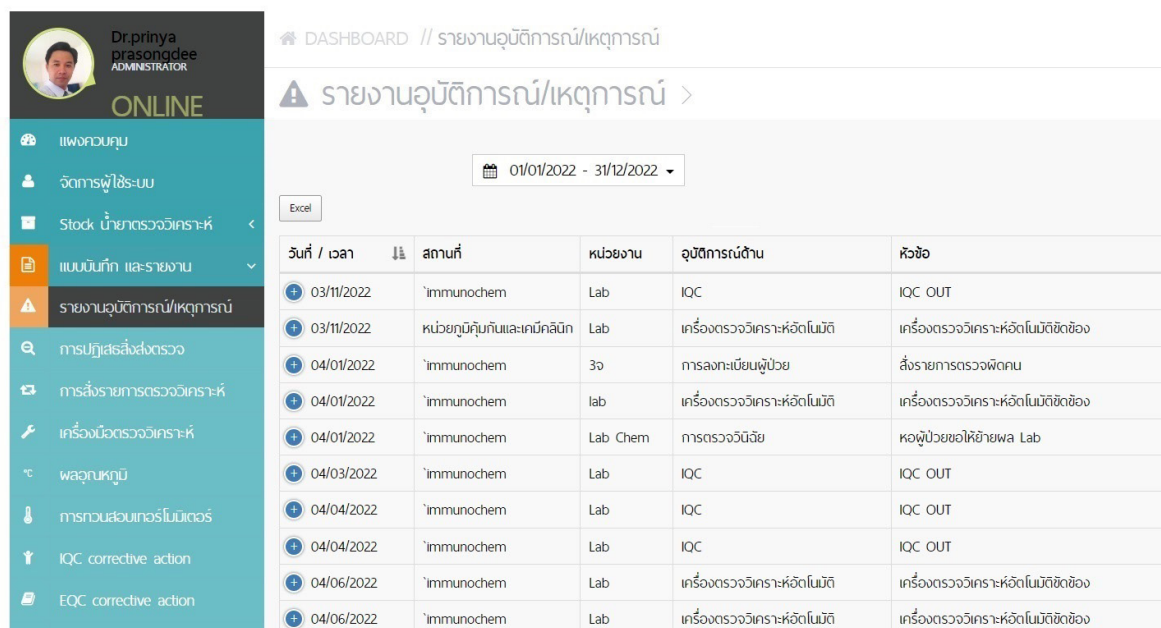 Dr.prinya
prasongdee
ADMINISTRATOR
ONLINE
แผงควบคุม
จัดการผู้ใช้ระบบ
Stock น้ำยาตรวจวิเคราะห์
แบบบันทึก และรายงาน
รายงานอุบัติการณ์/เหตุการณ์
การปฏิเสธสิ่งส่งตรวจ
การสั่งรายการตรวจวิเคราะห์
เครื่องมือตรวจวิเคราะห์
°C ผลอุณหภูมิ
การทวนสอบเทอร์โมมิเตอร์
IQC corrective action
EQC corrective action
DASHBOARD // รายงานอุบัติการณ์/เหตุการณ์
รายงานอุบัติการณ์/เหตุการณ์ >
01/01/2022 - 31/12/2022
Excel
วันที่ / เวลา สถานที่ หน่วยงาน อุบัติการณ์ด้าน หัวข้อ
03/11/2022 `immunochem Lab IQC IQC OUT
03/11/2022 หน่วยภูมิคุ้มกันและเคมีคลินิก Lab เครื่องตรวจวิเคราะห์อัตโนมัติ เครื่องตรวจวิเคราะห์อัตโนมัติขัดข้อง
04/01/2022 `immunochem 3จ การลงทะเบียนผู้ป่วย สั่งรายการตรวจผิดคน
04/01/2022 `immunochem lab เครื่องตรวจวิเคราะห์อัตโนมัติ เครื่องตรวจวิเคราะห์อัตโนมัติขัดข้อง
04/01/2022 `immunochem Lab Chem การตรวจวินิฉัย หอผู้ป่วยขอให้ย้ายผล Lab
04/03/2022 `immunochem Lab IQC IQC OUT
04/04/2022 `immunochem Lab IQC IQC OUT
04/04/2022 `immunochem Lab IQC IQC OUT
04/06/2022 `immunochem Lab เครื่องตรวจวิเคราะห์อัตโนมัติ เครื่องตรวจวิเคราะห์อัตโนมัติขัดข้อง
04/06/2022 `immunochem Lab เครื่องตรวจวิเคราะห์อัตโนมัติ เครื่องตรวจวิเคราะห์อัตโนมัติขัดข้อง